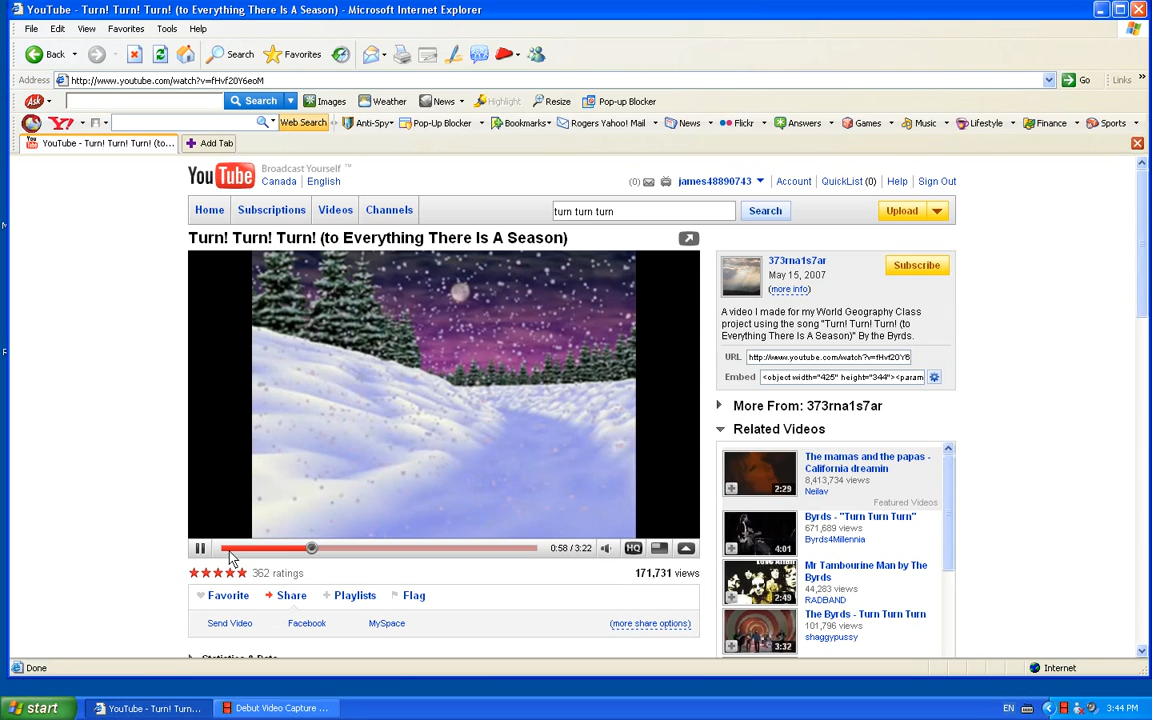 YouTube - Turn! Turn! Turn! (to Everything There Is A Season) - Microsoft Internet Explorer
File Edit View Favorites Tools Help
Back Search Favorites
Address http://www.youtube.com/watch?v=fHvf20Y6eoM Go Links »
Ask Search Images Weather News Highlight Resize Pop-up Blocker
Y! Web Search Anti-Spy Pop-Up Blocker Bookmarks Rogers Yahoo! Mail News Flickr Answers Games Music Lifestyle Finance Sports
You Tube YouTube - Turn! Turn! Turn! (to... Add Tab
YouTube Broadcast Yourself ™
Canada English
(0) james48890743 Account QuickList (0) Help Sign Out
Home Subscriptions Videos Channels turn turn turn Search Upload
Turn! Turn! Turn! (to Everything There Is A Season)
373rna1s7ar
May 15, 2007
(more info)
Subscribe
A video I made for my World Geography Class
project using the song "Turn! Turn! Turn! (to
Everything There Is A Season)" By the Byrds.
URL http://www.youtube.com/watch?v=fHvf20Y6
Embed <object width="425" height="344"><param
More From: 373rna1s7ar
Related Videos
The mamas and the papas -
California dreamin
8,413,734 views
Neilav
2:29
Featured Videos
Byrds - "Turn Turn Turn"
671,689 views
Byrds4Millennia
4:01
Mr Tambourine Man by The
Byrds
44,283 views
RADBAND
2:49
The Byrds - Turn Turn Turn
101,796 views
shaggypussy
3:32
0:58 / 3:22 HQ
362 ratings 171,731 views
Favorite Share Playlists Flag
Send Video Facebook MySpace (more share options)
Done Internet
start YouTube - Turn! Turn... Debut Video Capture ... EN 3:44 PM